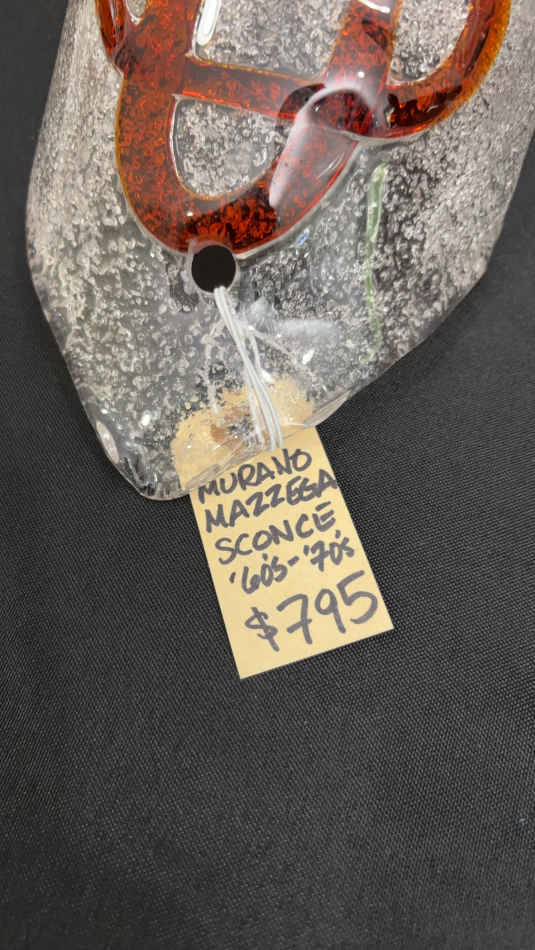 MURANO
MAZZEGA
SCONCE
'60's-'70's
$795